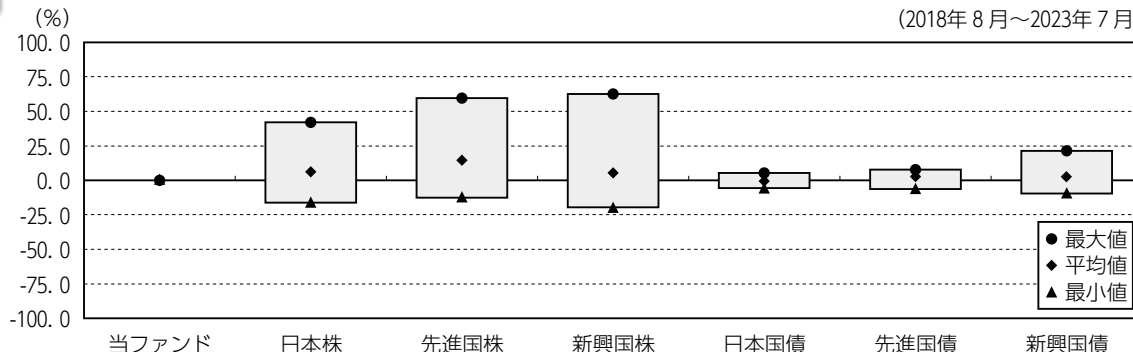 (%)
(2018年8月～2023年7月
100.0
75.0
50.0
25.0
0.0
-25.0
-50.0
-75.0
-100.0
● 最大値
◆ 平均値
▲ 最小値
当ファンド 日本株 先進国株 新興国株 日本国債 先進国債 新興国債